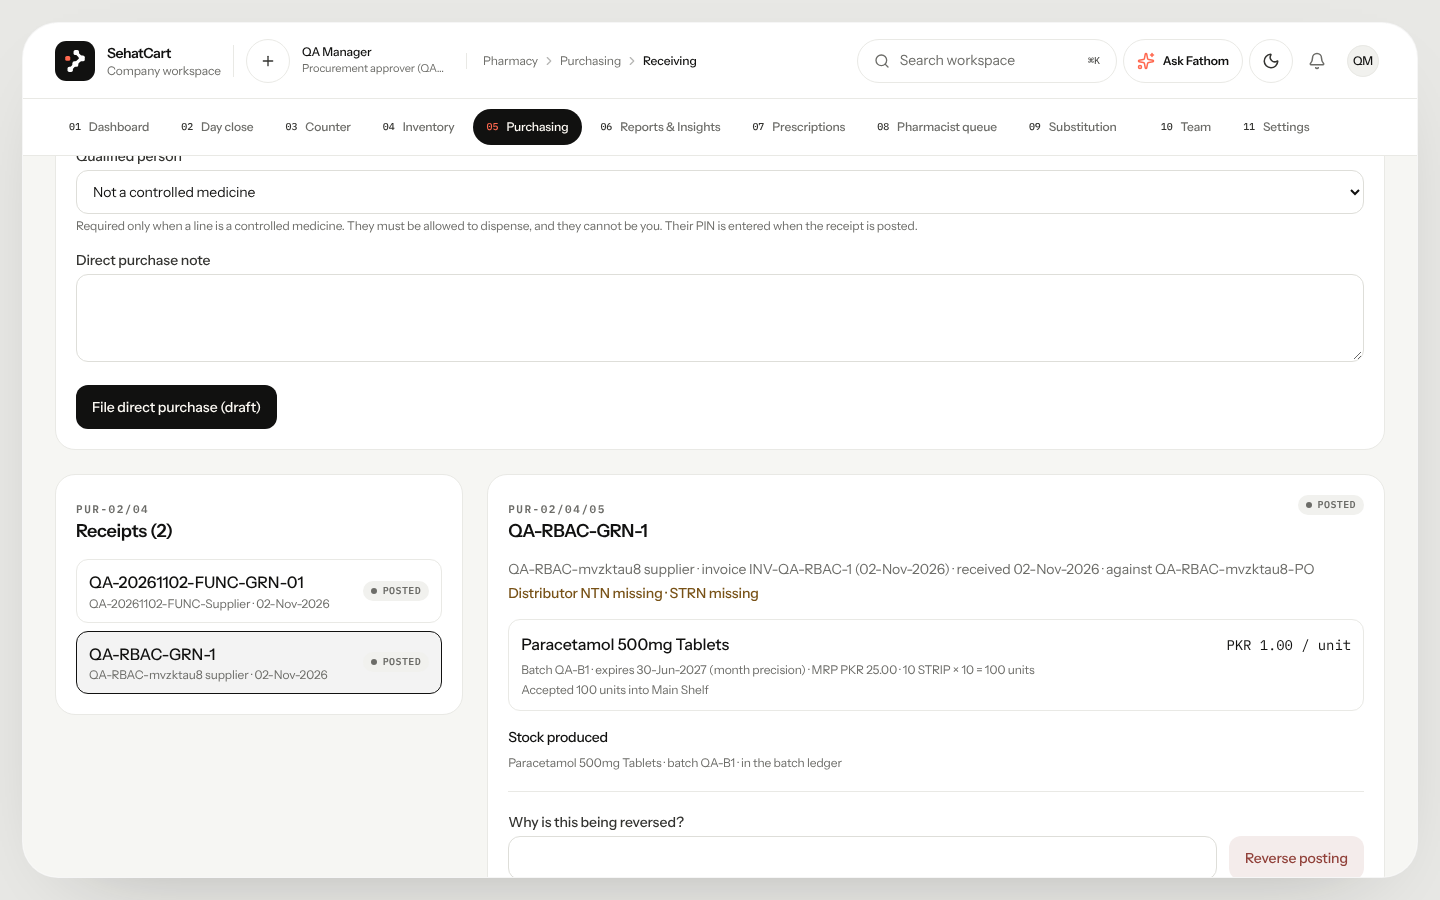 SehatCart
Company workspace
QA Manager
Procurement approver (QA...
Pharmacy
Purchasing
Receiving
Search workspace
⌘K
Ask Fathom
QM
01 Dashboard
02 Day close
03 Counter
04 Inventory
05 Purchasing
06 Reports & Insights
07 Prescriptions
08 Pharmacist queue
09 Substitution
10 Team
11 Settings
Qualified person
Not a controlled medicine
Required only when a line is a controlled medicine. They must be allowed to dispense, and they cannot be you. Their PIN is entered when the receipt is posted.
Direct purchase note
File direct purchase (draft)
PUR-02/04
Receipts (2)
QA-20261102-FUNC-GRN-01
QA-20261102-FUNC-Supplier · 02-Nov-2026
POSTED
QA-RBAC-GRN-1
QA-RBAC-mvzktau8 supplier · 02-Nov-2026
POSTED
PUR-02/04/05
QA-RBAC-GRN-1
POSTED
QA-RBAC-mvzktau8 supplier · invoice INV-QA-RBAC-1 (02-Nov-2026) · received 02-Nov-2026 · against QA-RBAC-mvzktau8-PO
Distributor NTN missing · STRN missing
Paracetamol 500mg Tablets
PKR 1.00 / unit
Batch QA-B1 · expires 30-Jun-2027 (month precision) · MRP PKR 25.00 · 10 STRIP × 10 = 100 units
Accepted 100 units into Main Shelf
Stock produced
Paracetamol 500mg Tablets · batch QA-B1 · in the batch ledger
Why is this being reversed?
Reverse posting